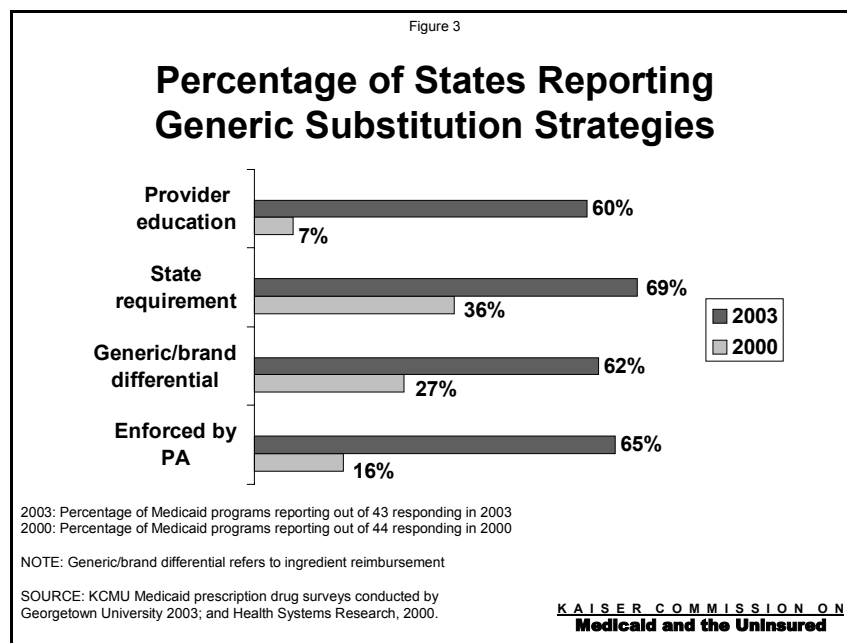 Figure 3
Percentage of States Reporting
Generic Substitution Strategies
Provider
education
60%
7%
State
requirement
69%
36%
Generic/brand
differential
62%
27%
Enforced by
PA
65%
16%
2003
2000
2003: Percentage of Medicaid programs reporting out of 43 responding in 2003
2000: Percentage of Medicaid programs reporting out of 44 responding in 2000
NOTE: Generic/brand differential refers to ingredient reimbursement
SOURCE: KCMU Medicaid prescription drug surveys conducted by
Georgetown University 2003; and Health Systems Research, 2000.
KAISER COMMISSION ON
Medicaid and the Uninsured